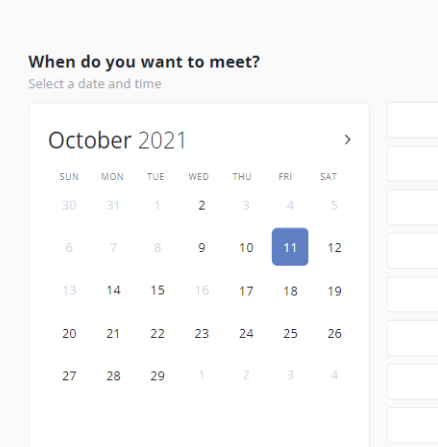 When do you want to meet?
Select a date and time
October 2021
SUN MON TUE WED THU FRI SAT
30 31 1 2 3 4 5
6 7 8 9 10 11 12
13 14 15 16 17 18 19
20 21 22 23 24 25 26
27 28 29 1 2 3 4